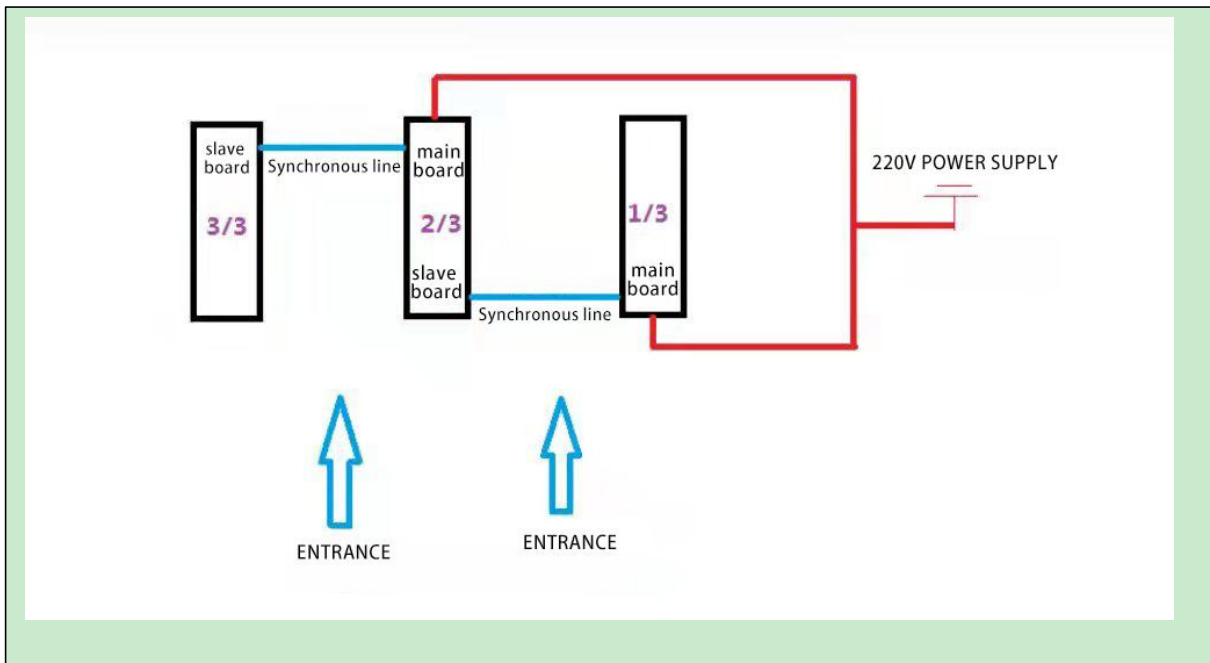 slave
board
Synchronous line
main
board
220V POWER SUPPLY
3/3
2/3
1/3
slave
board
main
board
Synchronous line
ENTRANCE
ENTRANCE